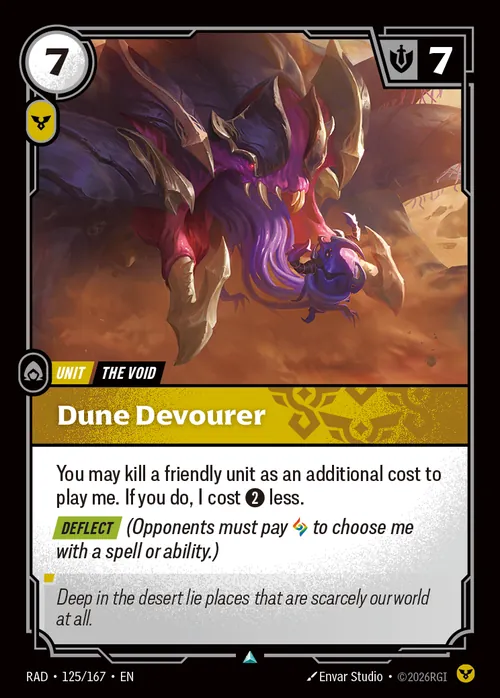 7
7
UNIT THE VOID
Dune Devourer
You may kill a friendly unit as an additional cost to
play me. If you do, I cost 2 less.
DEFLECT (Opponents must pay to choose me
with a spell or ability.)
Deep in the desert lie places that are scarcely our world
at all.
RAD • 125/167 • EN
Envar Studio • ©2026RGI